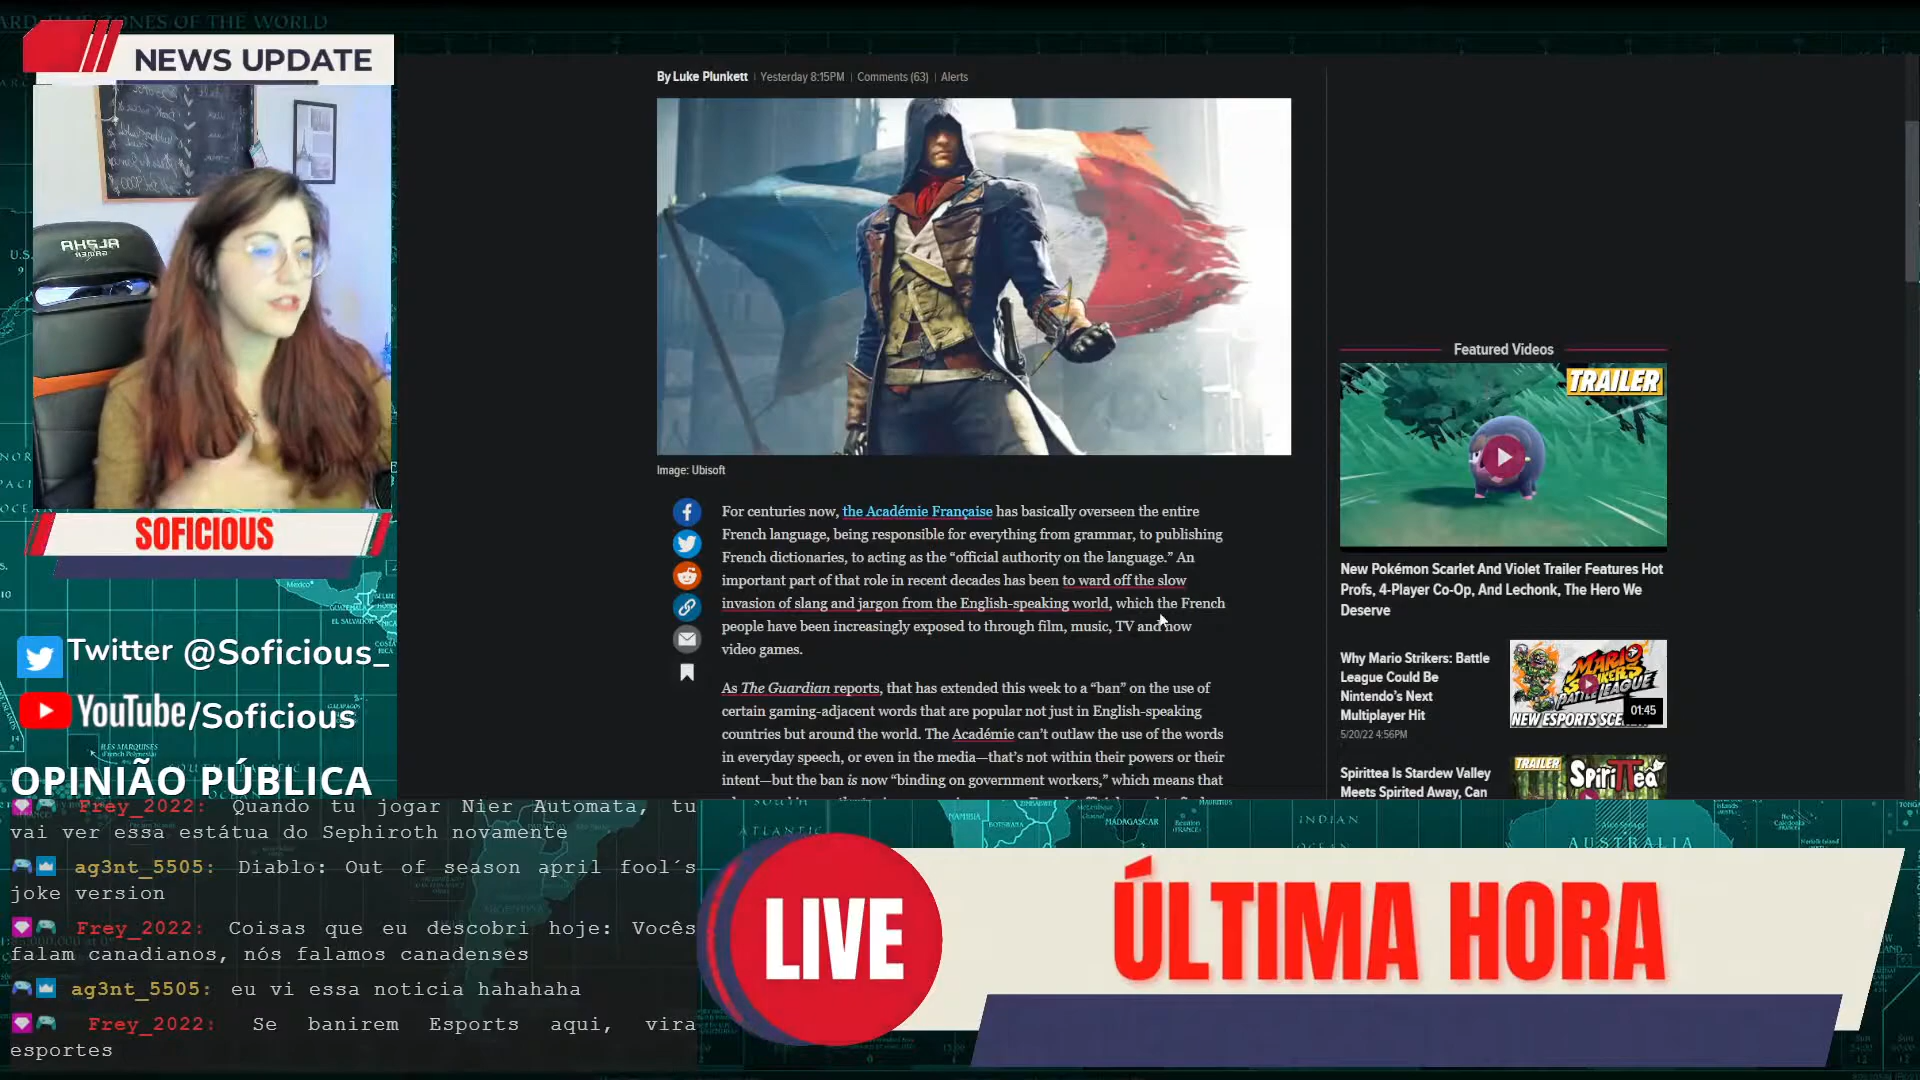 NEWS UPDATE
By Luke Plunkett | Yesterday 8:15PM | Comments (63) | Alerts
Image: Ubisoft
For centuries now, the Académie Française has basically overseen the entire
French language, being responsible for everything from grammar, to publishing
French dictionaries, to acting as the “official authority on the language.” An
important part of that role in recent decades has been to ward off the slow
invasion of slang and jargon from the English-speaking world, which the French
people have been increasingly exposed to through film, music, TV and now
video games.
As The Guardian reports, that has extended this week to a “ban” on the use of
certain gaming-adjacent words that are popular not just in English-speaking
countries but around the world. The Académie can’t outlaw the use of the words
in everyday speech, or even in the media—that’s not within their powers or their
intent—but the ban is now “binding on government workers,” which means that
Featured Videos
TRAILER
New Pokémon Scarlet And Violet Trailer Features Hot
Profs, 4-Player Co-Op, And Lechonk, The Hero We
Deserve
Why Mario Strikers: Battle
League Could Be
Nintendo’s Next
Multiplayer Hit
5/20/22 4:56PM
MARIO
STRIKERS
BATTLE LEAGUE
01:45
Spirittea Is Stardew Valley
Meets Spirited Away, Can
TRAILER
SpiriTea
SOFICIOUS
Twitter @Soficious_
YouTube/Soficious
OPINIÃO PÚBLICA
Frey_2022: Quando tu jogar Nier Automata, tu
vai ver essa estátua do Sephiroth novamente
ag3nt_5505: Diablo: Out of season april fool´s
joke version
Frey_2022: Coisas que eu descobri hoje: Vocês
falam canadianos, nós falamos canadenses
ag3nt_5505: eu vi essa noticia hahahaha
Frey_2022: Se banirem Esports aqui, vira
esportes
LIVE
ÚLTIMA HORA
NAMIBIA
BOTSWANA
MADAGASCAR
MAURITIUS
INDIAN
AUSTRALIA
ATLANTIC